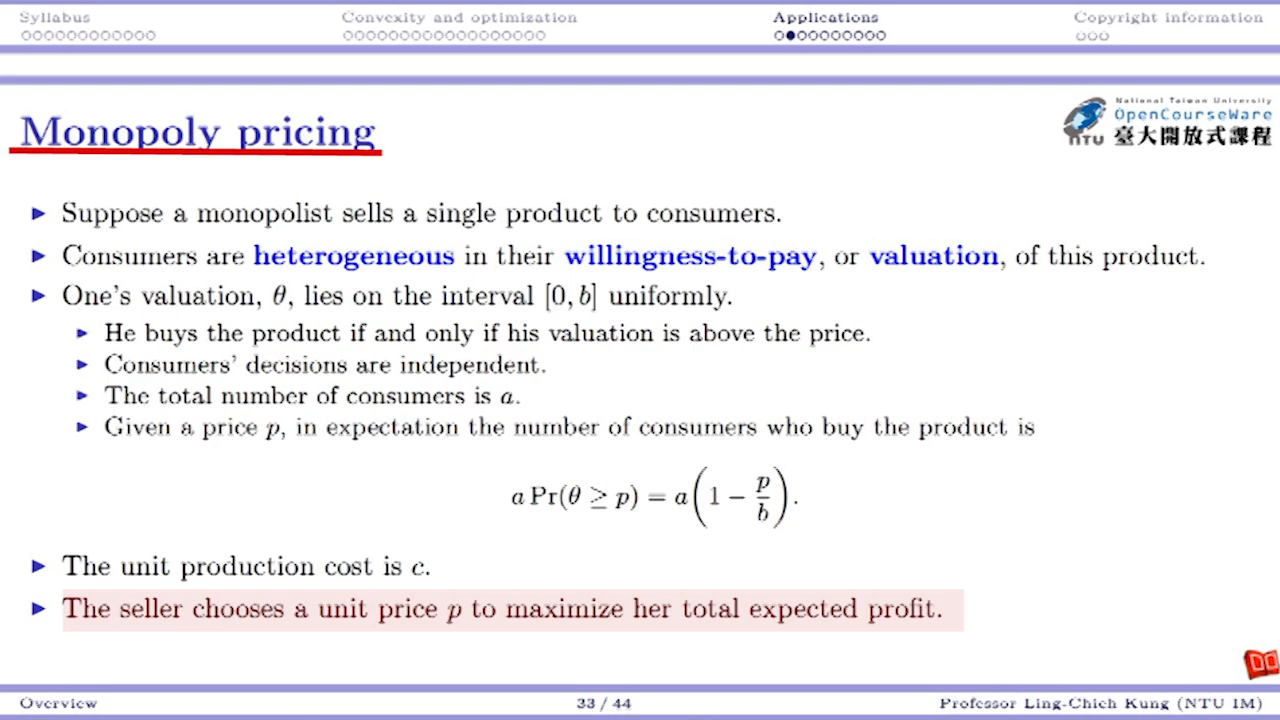 Syllabus Convexity and optimization Applications Copyright information
Monopoly pricing
National Taiwan University
OpenCourseWare
NTU 臺大開放式課程
Suppose a monopolist sells a single product to consumers.
Consumers are heterogeneous in their willingness-to-pay, or valuation, of this product.
One's valuation, θ, lies on the interval [0, b] uniformly.
He buys the product if and only if his valuation is above the price.
Consumers' decisions are independent.
The total number of consumers is a.
Given a price p, in expectation the number of consumers who buy the product is
a Pr(θ ≥ p) = a(1 − p/b).
The unit production cost is c.
The seller chooses a unit price p to maximize her total expected profit.
Overview 33 / 44 Professor Ling-Chieh Kung (NTU IM)